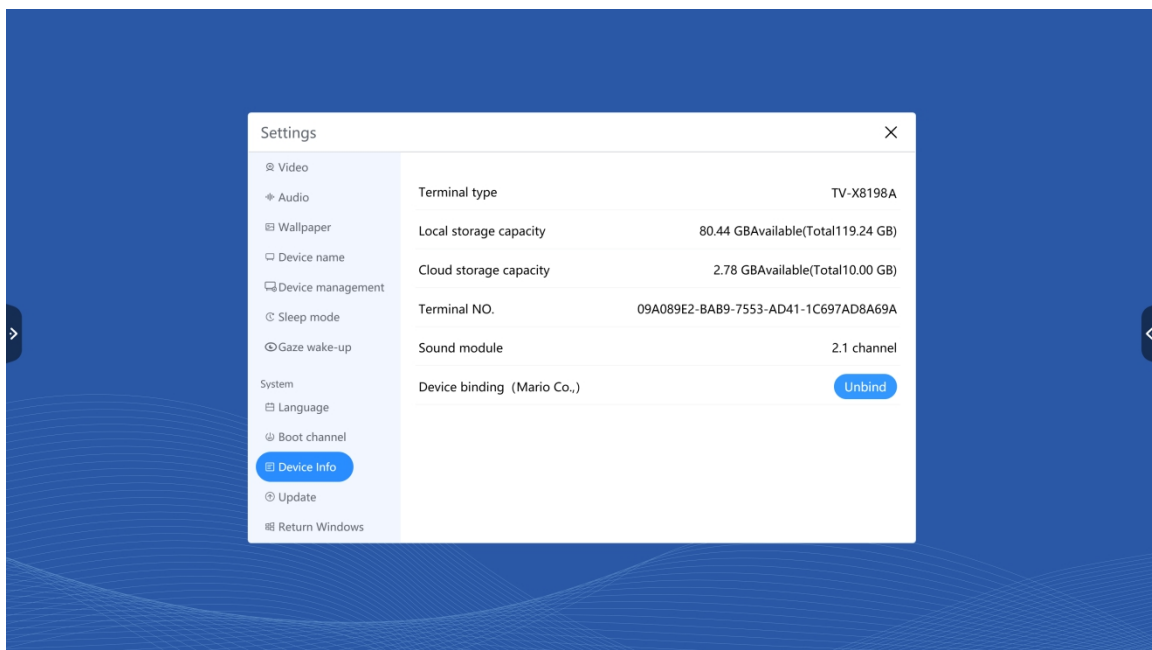 Settings
Video
Audio
Wallpaper
Device name
Device management
Sleep mode
Gaze wake-up
System
Language
Boot channel
Device Info
Update
Return Windows
Terminal type TV-X8198A
Local storage capacity 80.44 GBAvailable(Total119.24 GB)
Cloud storage capacity 2.78 GBAvailable(Total10.00 GB)
Terminal NO. 09A089E2-BAB9-7553-AD41-1C697AD8A69A
Sound module 2.1 channel
Device binding（Mario Co.,） Unbind